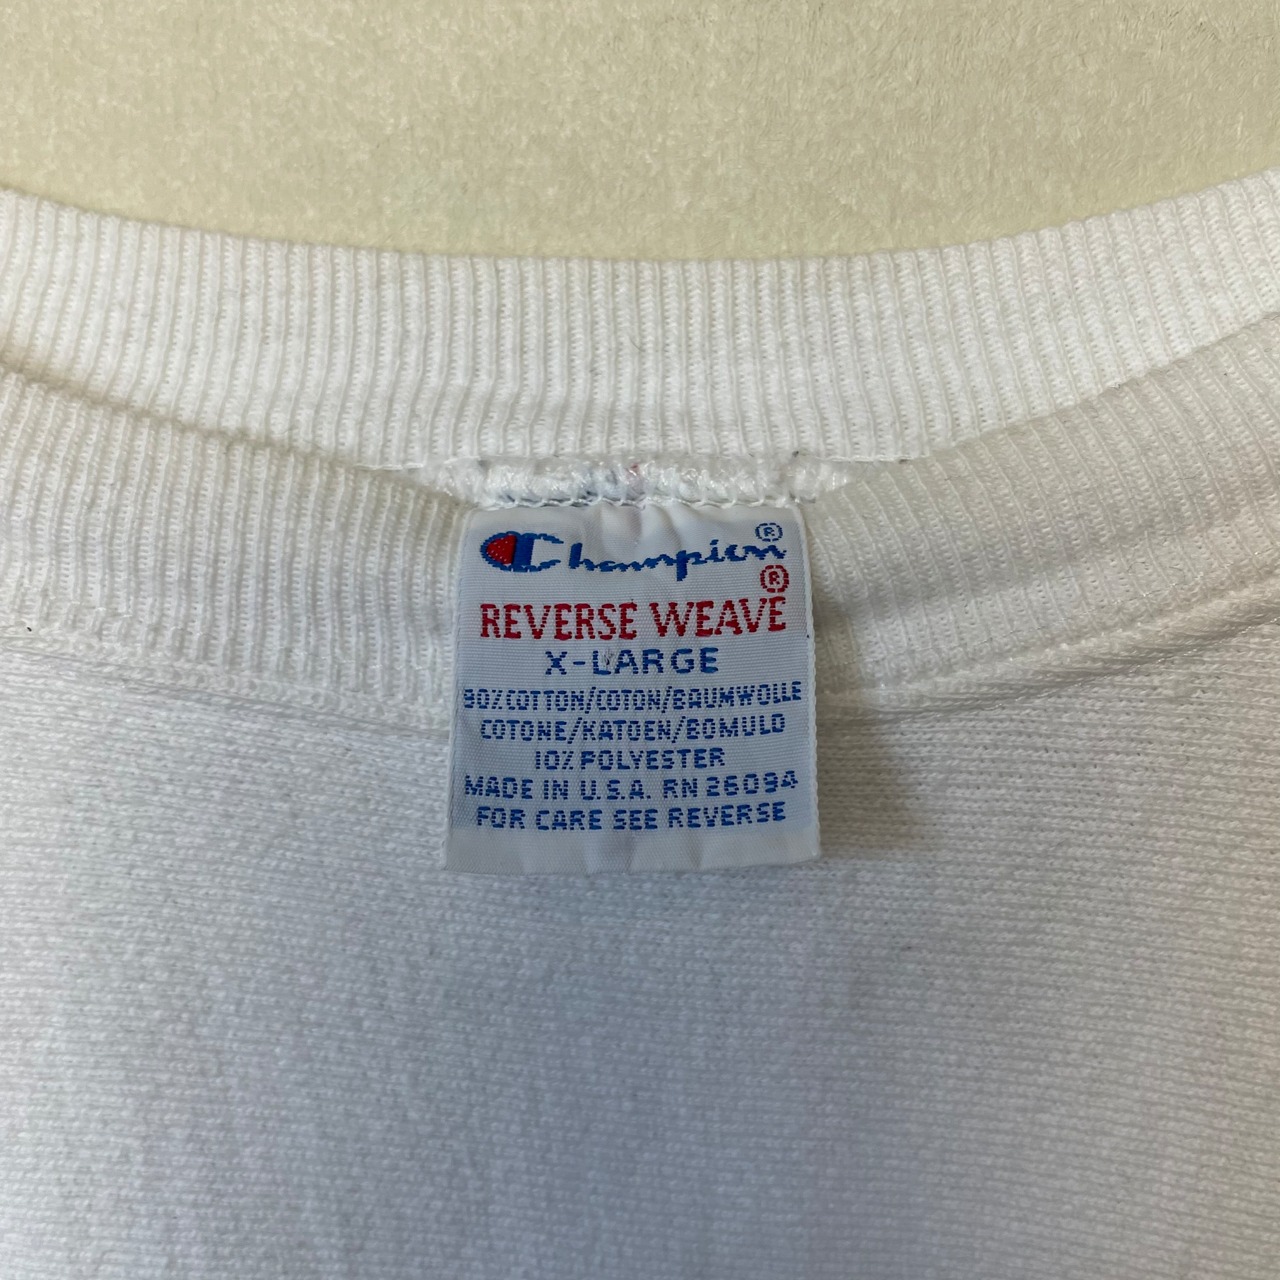 Champion®
REVERSE WEAVE®
X-LARGE
90% COTTON/COTON/BAUMWOLLE
COTONE/KATOEN/BOMULD
10% POLYESTER
MADE IN U.S.A. RN 26094
FOR CARE SEE REVERSE